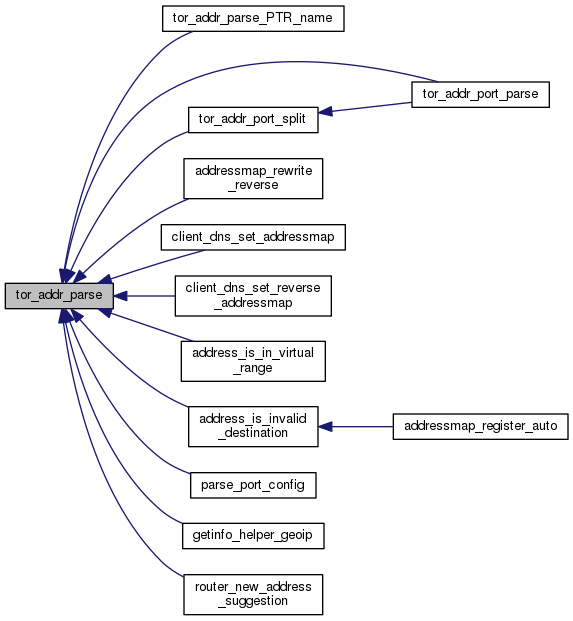 tor_addr_parse_PTR_name
tor_addr_port_parse
tor_addr_port_split
addressmap_rewrite
_reverse
client_dns_set_addressmap
client_dns_set_reverse
_addressmap
tor_addr_parse
address_is_in_virtual
_range
address_is_invalid
_destination
addressmap_register_auto
parse_port_config
getinfo_helper_geoip
router_new_address
_suggestion